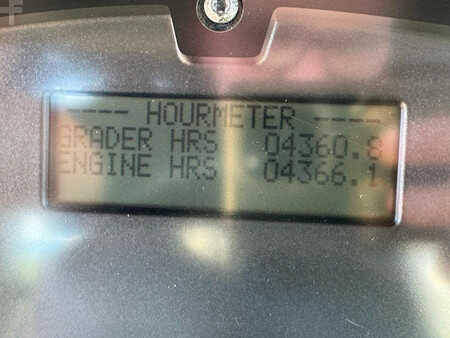 ---- HOURMETER ----
GRADER HRS 04360.8
ENGINE HRS 04366.1